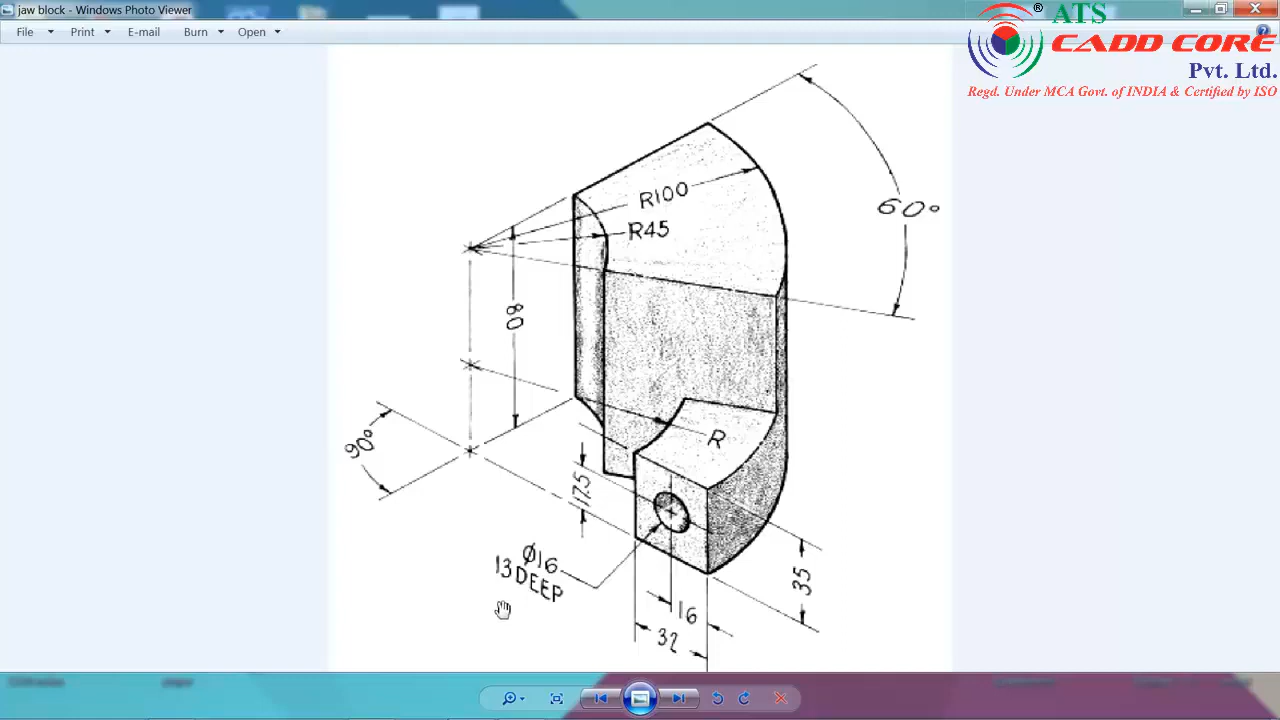 jaw block - Windows Photo Viewer
File Print E-mail Burn Open
® ATS
CADD CORE
Pvt. Ltd.
Regd. Under MCA Govt. of INDIA & Certified by ISO
60°
R100
R45
80
90°
R
17.5
Ø16
13 DEEP
35
16
32